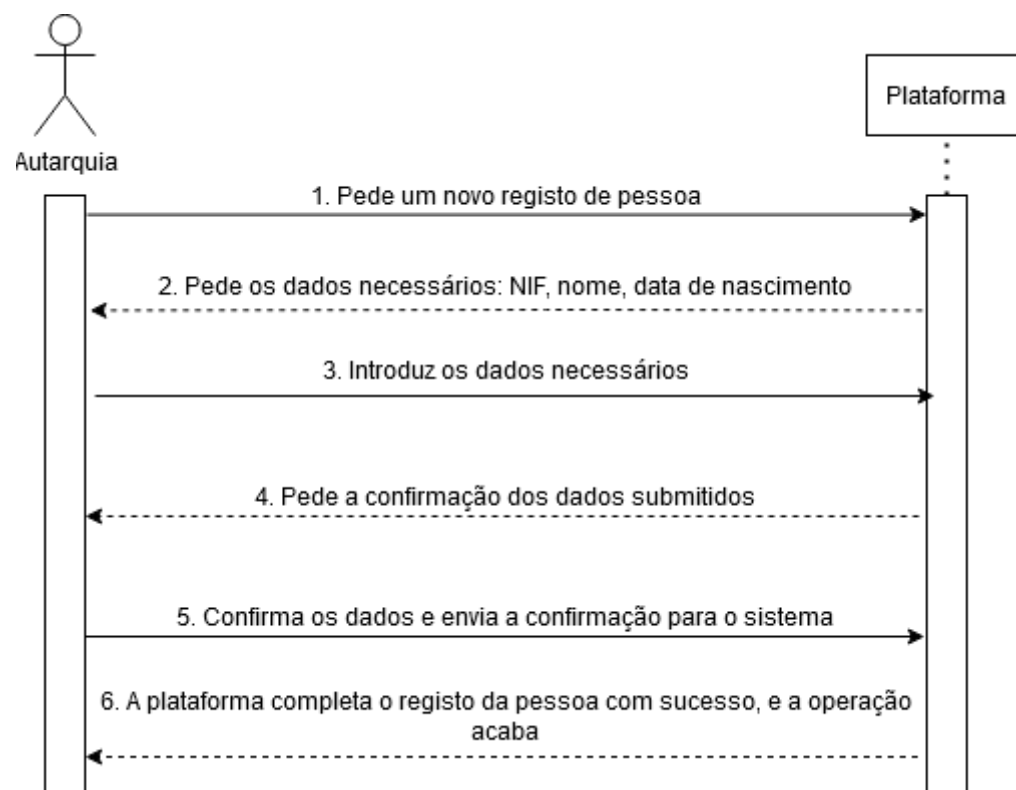 Plataforma
Autarquia
1. Pede um novo registo de pessoa
2. Pede os dados necessários: NIF, nome, data de nascimento
3. Introduz os dados necessários
4. Pede a confirmação dos dados submitidos
5. Confirma os dados e envia a confirmação para o sistema
6. A plataforma completa o registo da pessoa com sucesso, e a operação
acaba